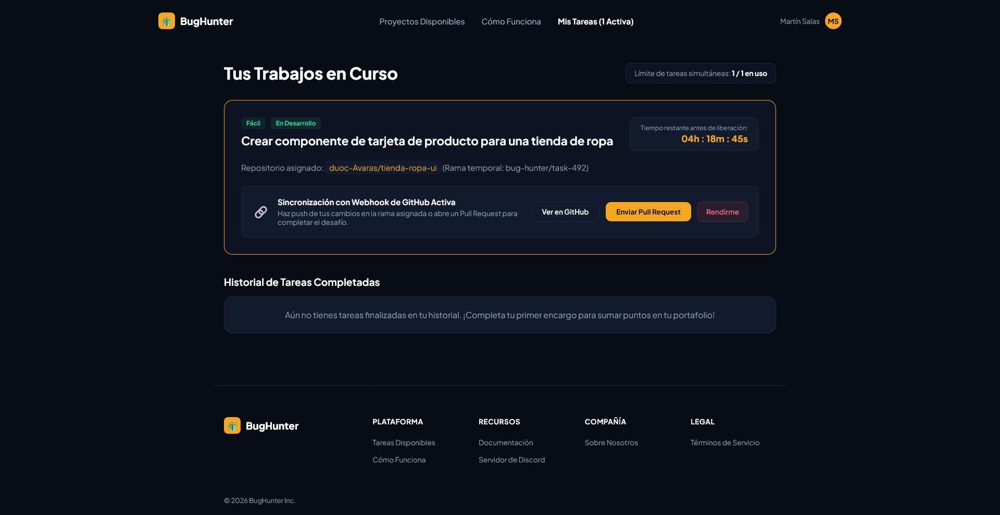 BugHunter
Proyectos Disponibles
Cómo Funciona
Mis Tareas (1 Activa)
Martín Salas
MS
Tus Trabajos en Curso
Límite de tareas simultáneas: 1 / 1 en uso
Fácil
En Desarrollo
Crear componente de tarjeta de producto para una tienda de ropa
Tiempo restante antes de liberación:
04h : 18m : 45s
Repositorio asignado: duoc-Avaras/tienda-ropa-ui (Rama temporal: bug-hunter/task-492)
Sincronización con Webhook de GitHub Activa
Haz push de tus cambios en la rama asignada o abre un Pull Request para
completar el desafío.
Ver en GitHub
Enviar Pull Request
Rendirme
Historial de Tareas Completadas
Aún no tienes tareas finalizadas en tu historial. ¡Completa tu primer encargo para sumar puntos en tu portafolio!
BugHunter
PLATAFORMA
Tareas Disponibles
Cómo Funciona
RECURSOS
Documentación
Servidor de Discord
COMPAÑÍA
Sobre Nosotros
LEGAL
Términos de Servicio
© 2026 BugHunter Inc.